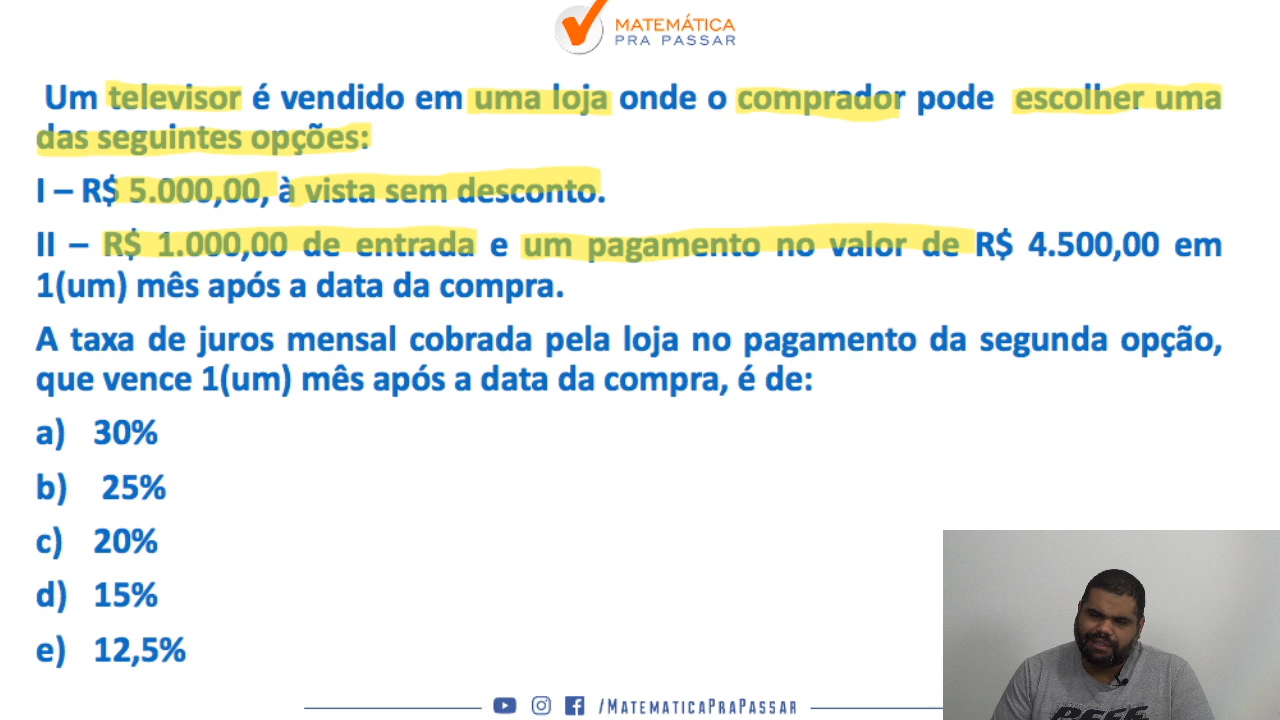 MATEMÁTICA
PRA PASSAR
Um televisor é vendido em uma loja onde o comprador pode escolher uma
das seguintes opções:
I – R$ 5.000,00, à vista sem desconto.
II – R$ 1.000,00 de entrada e um pagamento no valor de R$ 4.500,00 em
1(um) mês após a data da compra.
A taxa de juros mensal cobrada pela loja no pagamento da segunda opção,
que vence 1(um) mês após a data da compra, é de:
a) 30%
b) 25%
c) 20%
d) 15%
e) 12,5%
/MATEMATICAPRAPASSAR